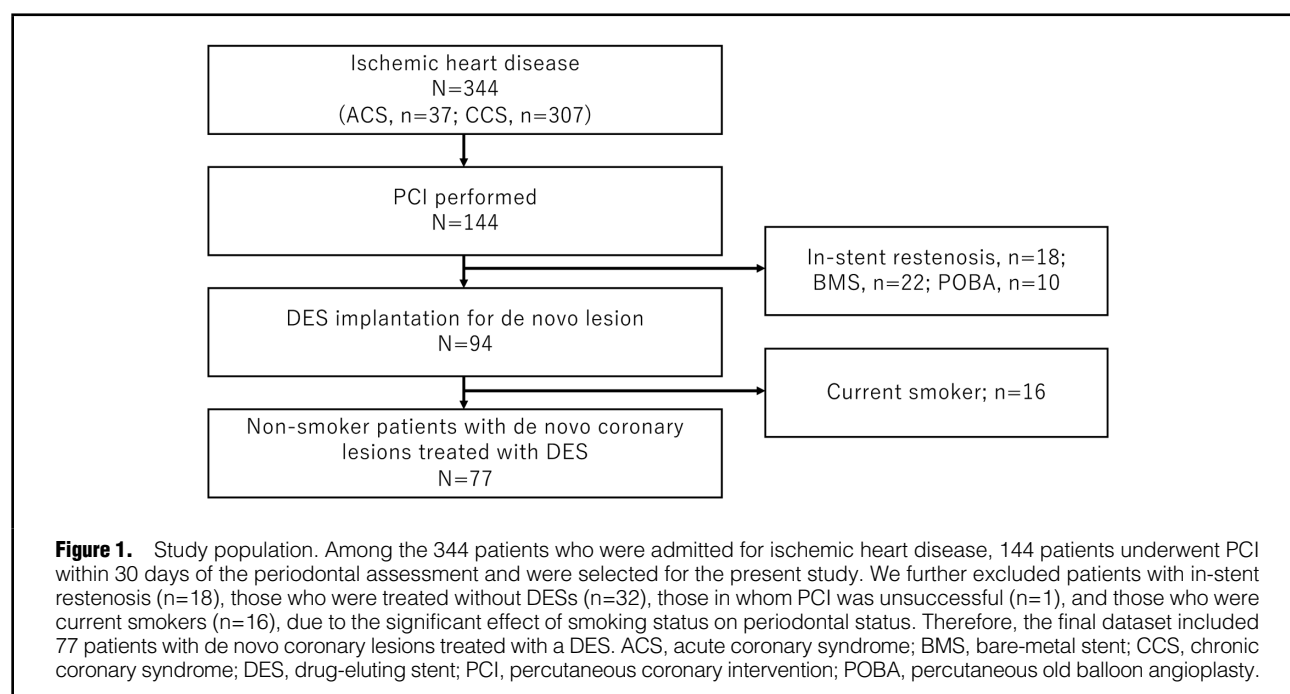 Ischemic heart disease
N=344
(ACS, n=37; CCS, n=307)
PCI performed
N=144
In-stent restenosis, n=18;
BMS, n=22; POBA, n=10
DES implantation for de novo lesion
N=94
Current smoker; n=16
Non-smoker patients with de novo coronary
lesions treated with DES
N=77
Figure 1. Study population. Among the 344 patients who were admitted for ischemic heart disease, 144 patients underwent PCI
within 30 days of the periodontal assessment and were selected for the present study. We further excluded patients with in-stent
restenosis (n=18), those who were treated without DESs (n=32), those in whom PCI was unsuccessful (n=1), and those who were
current smokers (n=16), due to the significant effect of smoking status on periodontal status. Therefore, the final dataset included
77 patients with de novo coronary lesions treated with a DES. ACS, acute coronary syndrome; BMS, bare-metal stent; CCS, chronic
coronary syndrome; DES, drug-eluting stent; PCI, percutaneous coronary intervention; POBA, percutaneous old balloon angioplasty.